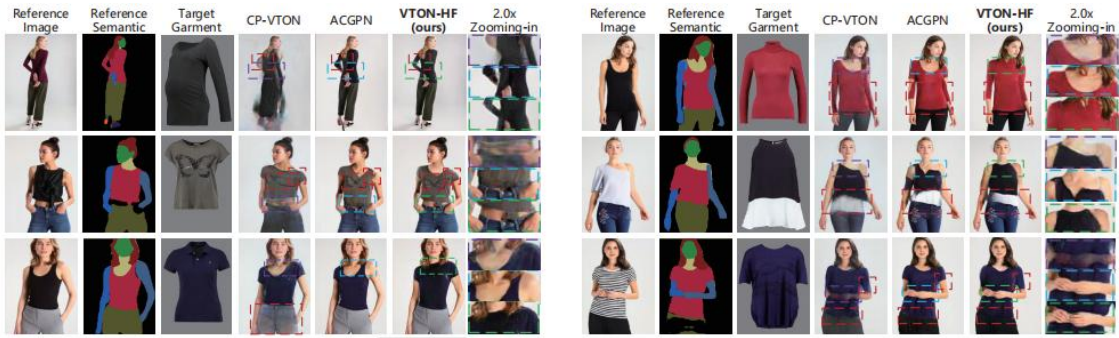 Reference Image
Reference Semantic
Target Garment
CP-VTON
ACGPN
VTON-HF (ours)
2.0x Zooming-in
Reference Image
Reference Semantic
Target Garment
CP-VTON
ACGPN
VTON-HF (ours)
2.0x Zooming-in